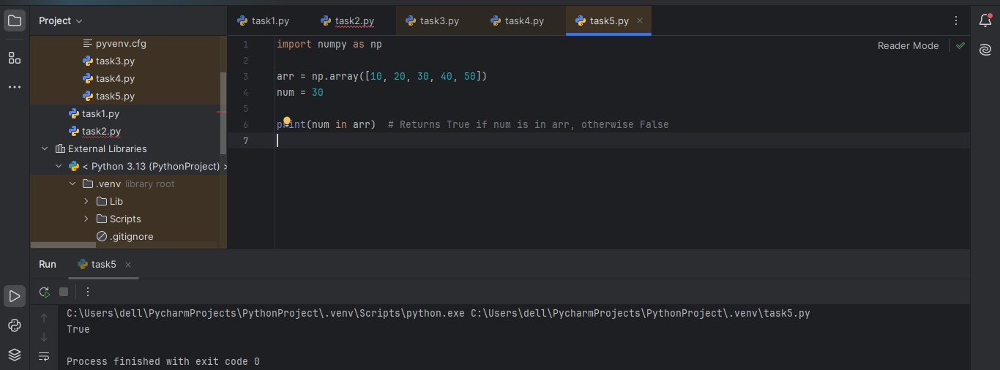 Project
task1.py task2.py task3.py task4.py task5.py
pyvenv.cfg
task3.py
task4.py
task5.py
task1.py
task2.py
External Libraries
< Python 3.13 (PythonProject) >
.venv library root
Lib
Scripts
.gitignore
Reader Mode
1 import numpy as np
2
3 arr = np.array([10, 20, 30, 40, 50])
4 num = 30
5
6 print(num in arr)  # Returns True if num is in arr, otherwise False
7
Run task5
C:\Users\dell\PycharmProjects\PythonProject\.venv\Scripts\python.exe C:\Users\dell\PycharmProjects\PythonProject\.venv\task5.py
True
Process finished with exit code 0